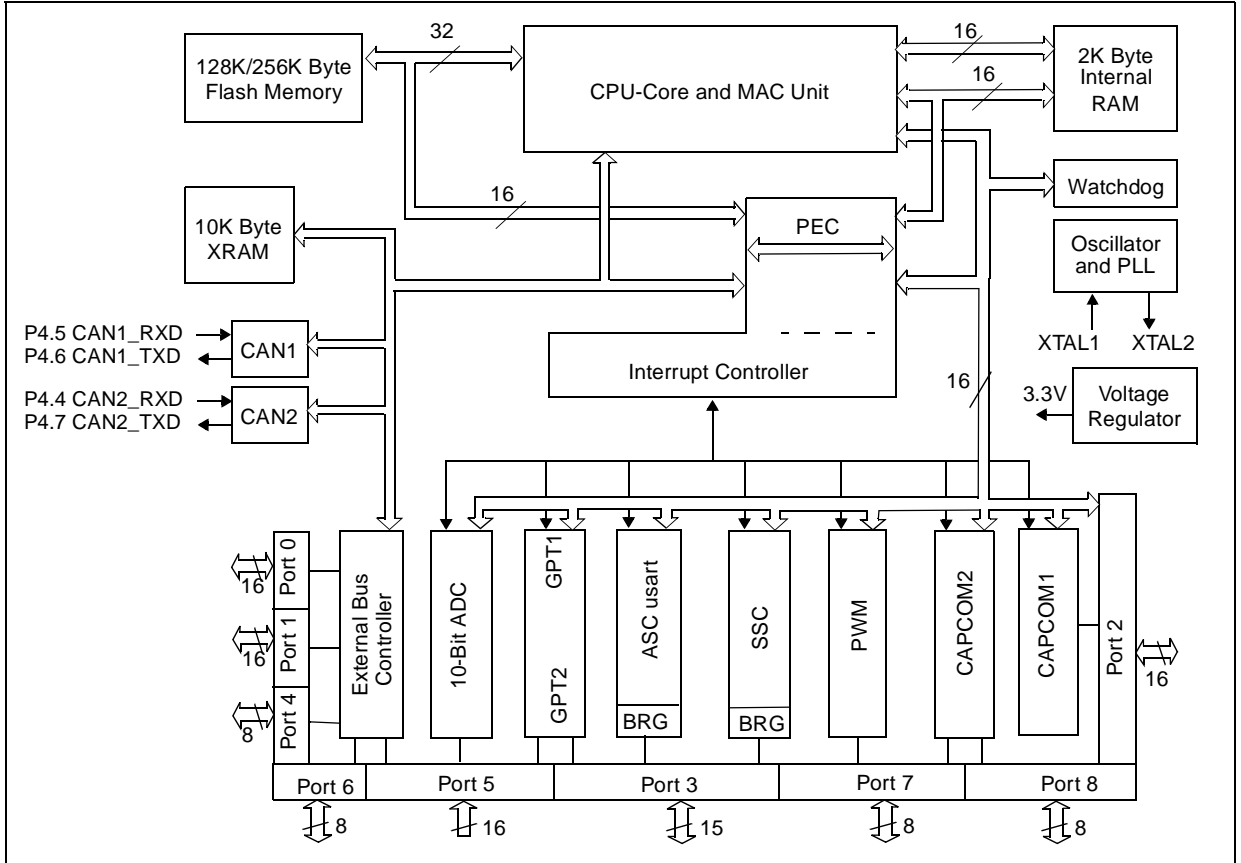 32
16
128K/256K Byte
Flash Memory
CPU-Core and MAC Unit
16
2K Byte
Internal
RAM
16
Watchdog
10K Byte
XRAM
PEC
Oscillator
and PLL
P4.5 CAN1_RXD
P4.6 CAN1_TXD
CAN1
XTAL1
XTAL2
Interrupt Controller
16
P4.4 CAN2_RXD
P4.7 CAN2_TXD
CAN2
3.3V
Voltage
Regulator
Port 0
16
Port 1
16
Port 4
8
External Bus
Controller
10-Bit ADC
GPT1
GPT2
ASC usart
BRG
SSC
BRG
PWM
CAPCOM2
CAPCOM1
Port 2
16
Port 6
Port 5
Port 3
Port 7
Port 8
8
16
15
8
8